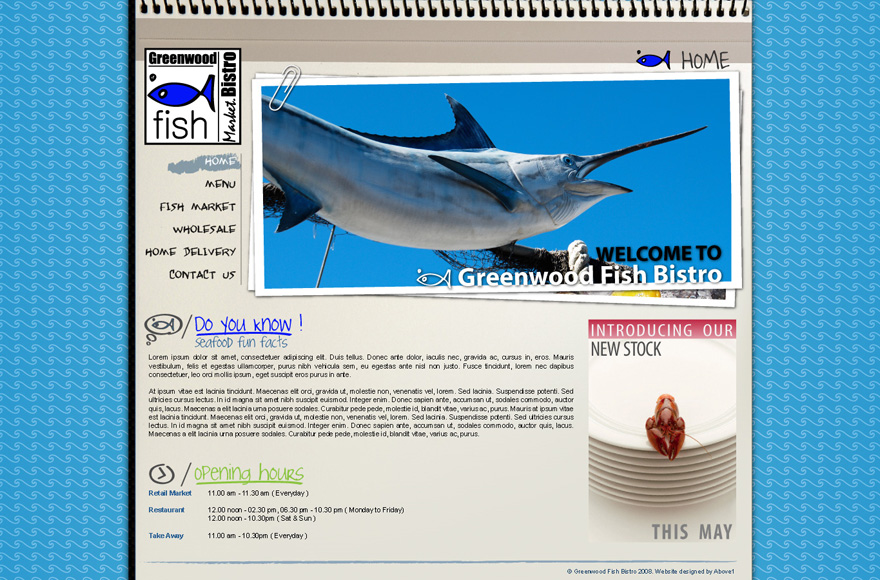 Greenwood
fish
Market.Bistro
HOME
HOME
MENU
FISH MARKET
WHOLESALE
HOME DELIVERY
CONTACT US
WELCOME TO
Greenwood Fish Bistro
Do you know !
seafood fun facts
Lorem ipsum dolor sit amet, consectetuer adipiscing elit. Duis tellus. Donec ante dolor, iaculis nec, gravida ac, cursus in, eros. Mauris
vestibulum, felis et egestas ullamcorper, purus nibh vehicula sem, eu egestas ante nisl non justo. Fusce tincidunt, lorem nec dapibus
consectetuer, leo orci mollis ipsum, eget suscipit eros purus in ante.
At ipsum vitae est lacinia tincidunt. Maecenas elit orci, gravida ut, molestie non, venenatis vel, lorem. Sed lacinia. Suspendisse potenti. Sed
ultricies cursus lectus. In id magna sit amet nibh suscipit euismod. Integer enim. Donec sapien ante, accumsan ut, sodales commodo, auctor
quis, lacus. Maecenas a elit lacinia urna posuere sodales. Curabitur pede pede, molestie id, blandit vitae, varius ac, purus. Mauris at ipsum vitae
est lacinia tincidunt. Maecenas elit orci, gravida ut, molestie non, venenatis vel, lorem. Sed lacinia. Suspendisse potenti. Sed ultricies cursus
lectus. In id magna sit amet nibh suscipit euismod. Integer enim. Donec sapien ante, accumsan ut, sodales commodo, auctor quis, lacus.
Maecenas a elit lacinia urna posuere sodales. Curabitur pede pede, molestie id, blandit vitae, varius ac, purus.
INTRODUCING OUR
NEW STOCK
THIS MAY
opening hours
Retail Market 11.00 am - 11.30 am ( Everyday )
Restaurant 12.00 noon - 02.30 pm, 06.30 pm - 10.30 pm ( Monday to Friday)
12.00 noon - 10.30pm ( Sat & Sun )
Take Away 11.00 am - 10.30pm ( Everyday )
© Greenwood Fish Bistro 2008. Website designed by Above1